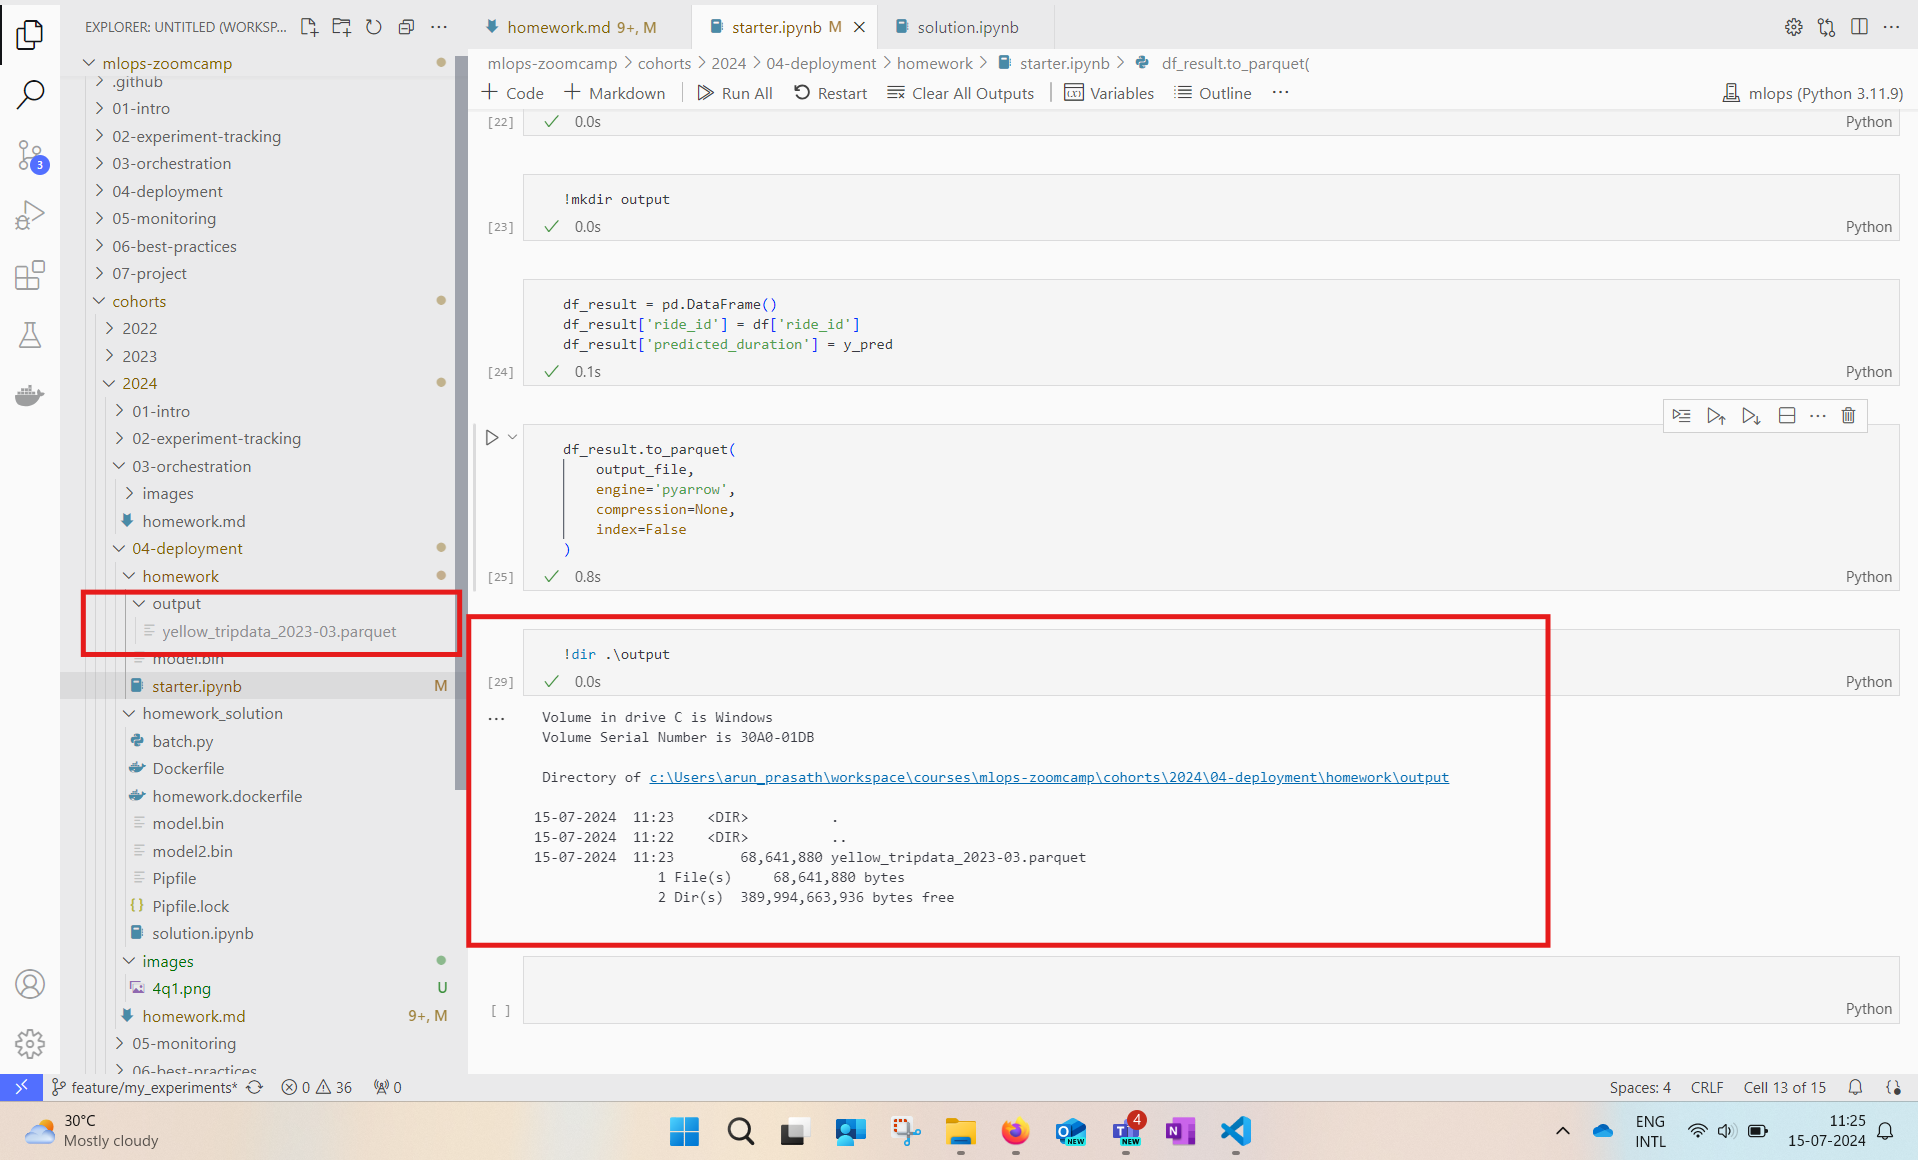 EXPLORER: UNTITLED (WORKSP...
mlops-zoomcamp
.github
01-intro
02-experiment-tracking
03-orchestration
04-deployment
05-monitoring
06-best-practices
07-project
cohorts
2022
2023
2024
01-intro
02-experiment-tracking
03-orchestration
images
homework.md
04-deployment
homework
output
yellow_tripdata_2023-03.parquet
model.bin
starter.ipynb M
homework_solution
batch.py
Dockerfile
homework.dockerfile
model.bin
model2.bin
Pipfile
Pipfile.lock
solution.ipynb
images
4q1.png U
homework.md 9+, M
05-monitoring
06-best-practices
3
homework.md 9+, M
starter.ipynb M
solution.ipynb
mlops-zoomcamp > cohorts > 2024 > 04-deployment > homework > starter.ipynb > df_result.to_parquet(
Code Markdown Run All Restart Clear All Outputs Variables Outline ... mlops (Python 3.11.9)
[22] 0.0s Python
!mkdir output
[23] 0.0s Python
df_result = pd.DataFrame()
df_result['ride_id'] = df['ride_id']
df_result['predicted_duration'] = y_pred
[24] 0.1s Python
df_result.to_parquet(
output_file,
engine='pyarrow',
compression=None,
index=False
)
[25] 0.8s Python
!dir .\output
[29] 0.0s Python
... Volume in drive C is Windows
Volume Serial Number is 30A0-01DB
Directory of c:\Users\arun_prasath\workspace\courses\mlops-zoomcamp\cohorts\2024\04-deployment\homework\output
15-07-2024 11:23 <DIR> .
15-07-2024 11:22 <DIR> ..
15-07-2024 11:23 68,641,880 yellow_tripdata_2023-03.parquet
1 File(s) 68,641,880 bytes
2 Dir(s) 389,994,663,936 bytes free
[ ] Python
feature/my_experiments* 0 36 0 Spaces: 4 CRLF Cell 13 of 15
30°C
Mostly cloudy
NEW
4
NEW
ENG
INTL
11:25
15-07-2024